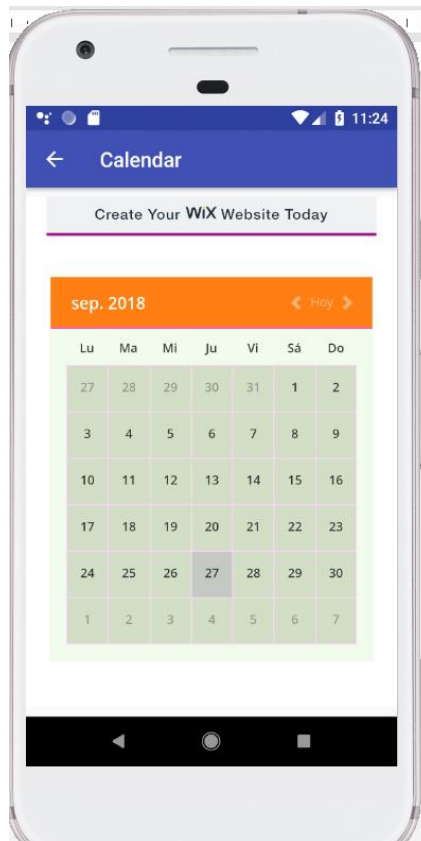 11:24
Calendar
Create Your WiX Website Today
sep. 2018 Hoy
Lu Ma Mi Ju Vi Sá Do
27 28 29 30 31 1 2
3 4 5 6 7 8 9
10 11 12 13 14 15 16
17 18 19 20 21 22 23
24 25 26 27 28 29 30
1 2 3 4 5 6 7